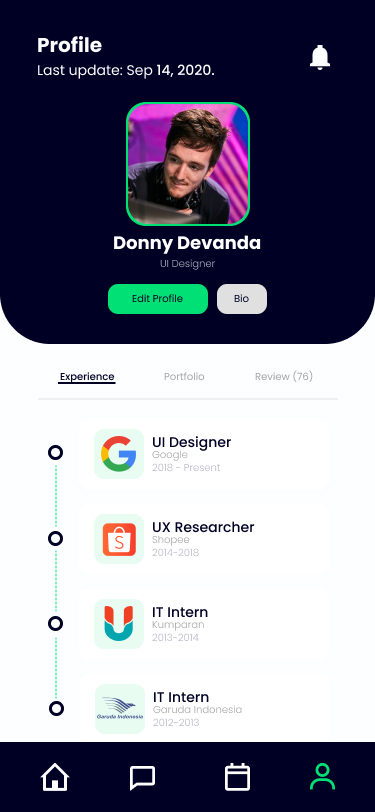 Profile
Last update: Sep 14, 2020.
Donny Devanda
UI Designer
Edit Profile
Bio
Experience
Portfolio
Review (76)
UI Designer
Google
2018 - Present
UX Researcher
Shopee
2014-2018
IT Intern
Kumparan
2013-2014
Garuda Indonesia
IT Intern
Garuda Indonesia
2012-2013